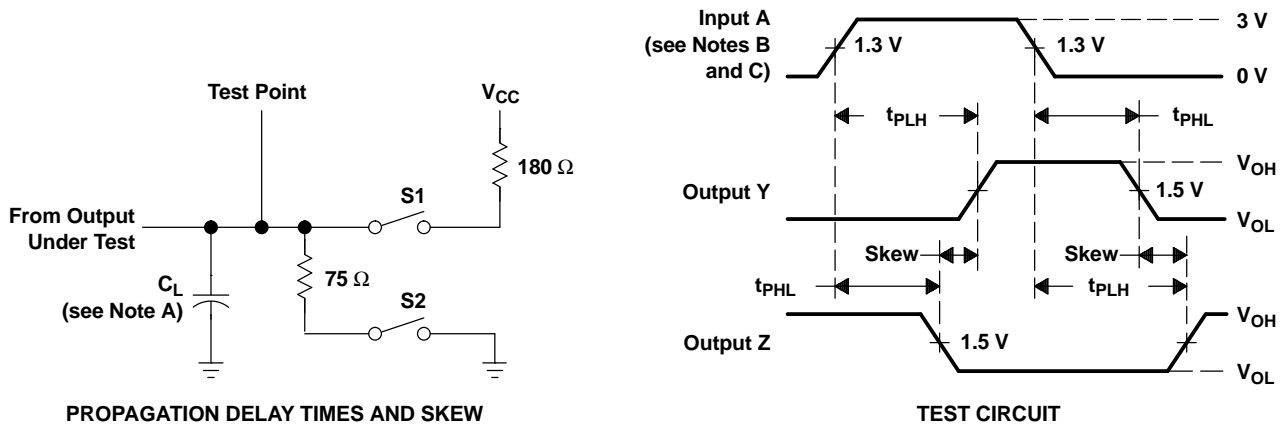 Test Point
V_CC
180 Ω
S1
From Output
Under Test
C_L
(see Note A)
75 Ω
S2
PROPAGATION DELAY TIMES AND SKEW
Input A
(see Notes B
and C)
1.3 V
1.3 V
3 V
0 V
t_PLH
t_PHL
Output Y
1.5 V
V_OH
V_OL
Skew
Skew
t_PHL
t_PLH
Output Z
1.5 V
V_OH
V_OL
TEST CIRCUIT